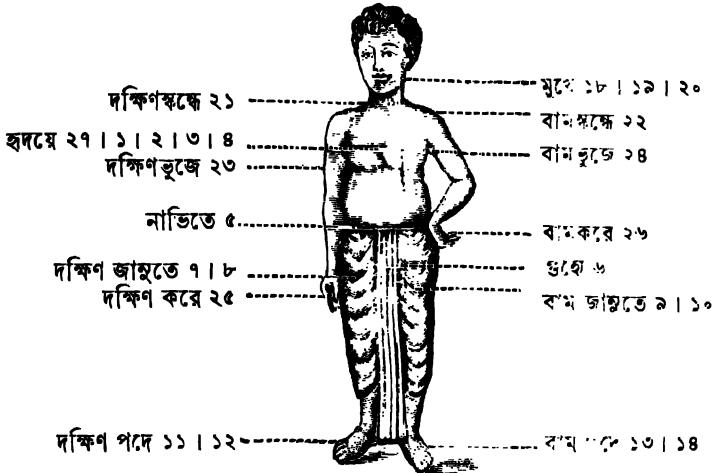 মুখে ১৮ । ১৯ । ২০
দক্ষিণস্কন্ধে ২১
বামস্কন্ধে ২২
হৃদয়ে ২৭ । ১ । ২ । ৩ । ৪
বামভুজে ২৪
দক্ষিণভুজে ২৩
নাভিতে ৫
বামকরে ২৬
দক্ষিণ জানুতে ৭ । ৮
গুহ্যে ৬
দক্ষিণ করে ২৫
বাম জানুতে ৯ । ১০
দক্ষিণ পদে ১১ । ১২
বাম ১৩ । ১৪